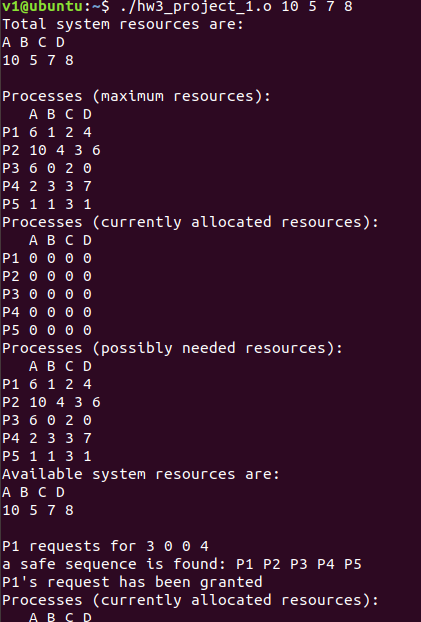 v1@ubuntu:~$ ./hw3_project_1.o 10 5 7 8
Total system resources are:
A B C D
10 5 7 8

Processes (maximum resources):
   A B C D
P1 6 1 2 4
P2 10 4 3 6
P3 6 0 2 0
P4 2 3 3 7
P5 1 1 3 1
Processes (currently allocated resources):
   A B C D
P1 0 0 0 0
P2 0 0 0 0
P3 0 0 0 0
P4 0 0 0 0
P5 0 0 0 0
Processes (possibly needed resources):
   A B C D
P1 6 1 2 4
P2 10 4 3 6
P3 6 0 2 0
P4 2 3 3 7
P5 1 1 3 1
Available system resources are:
A B C D
10 5 7 8

P1 requests for 3 0 0 4
a safe sequence is found: P1 P2 P3 P4 P5
P1's request has been granted
Processes (currently allocated resources):
   A B C D